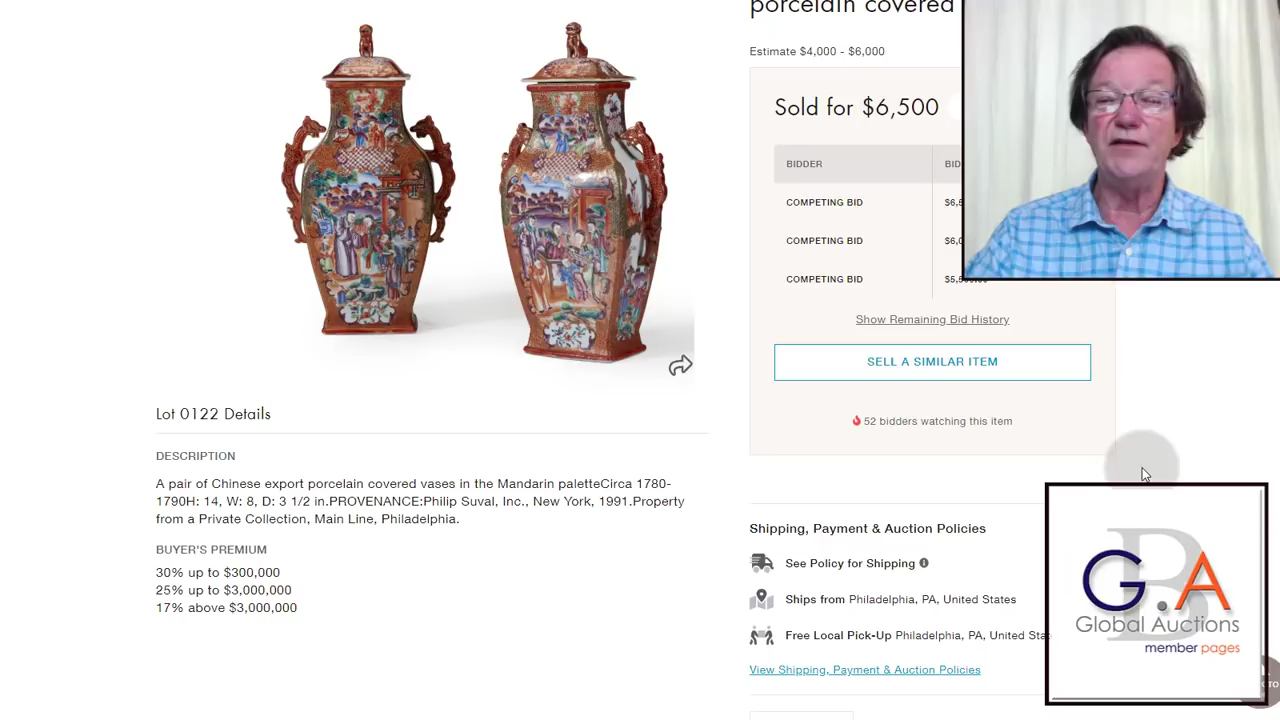 porcelain covered
Estimate $4,000 - $6,000
Sold for $6,500
BIDDER
BID
COMPETING BID
$6,5
COMPETING BID
$6,0
COMPETING BID
Show Remaining Bid History
SELL A SIMILAR ITEM
52 bidders watching this item
Lot 0122 Details
DESCRIPTION
A pair of Chinese export porcelain covered vases in the Mandarin paletteCirca 1780-
1790H: 14, W: 8, D: 3 1/2 in.PROVENANCE:Philip Suval, Inc., New York, 1991.Property
from a Private Collection, Main Line, Philadelphia.
BUYER'S PREMIUM
30% up to $300,000
25% up to $3,000,000
17% above $3,000,000
Shipping, Payment & Auction Policies
See Policy for Shipping
Ships from Philadelphia, PA, United States
Free Local Pick-Up Philadelphia, PA, United Sta
View Shipping, Payment & Auction Policies
B
G.A
Global Auctions
member pages